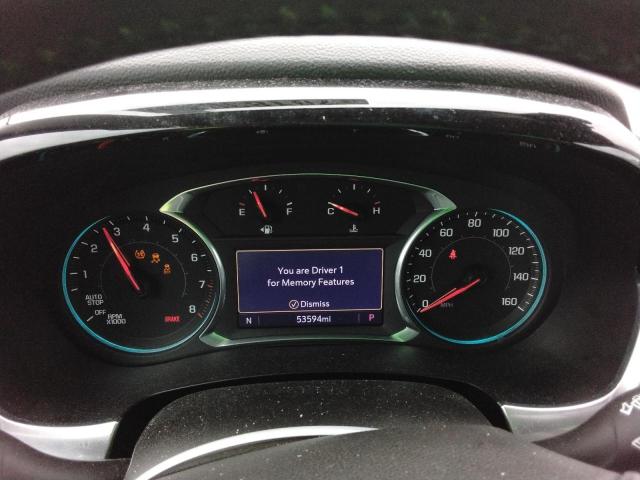 E F
C H
1 2 3 4 5 6 7 8
AUTO
STOP
OFF
RPM
X1000
BRAKE
You are Driver 1
for Memory Features
Dismiss
N 53594mi P
0 20 40 60 80 100 120 140 160
MPH